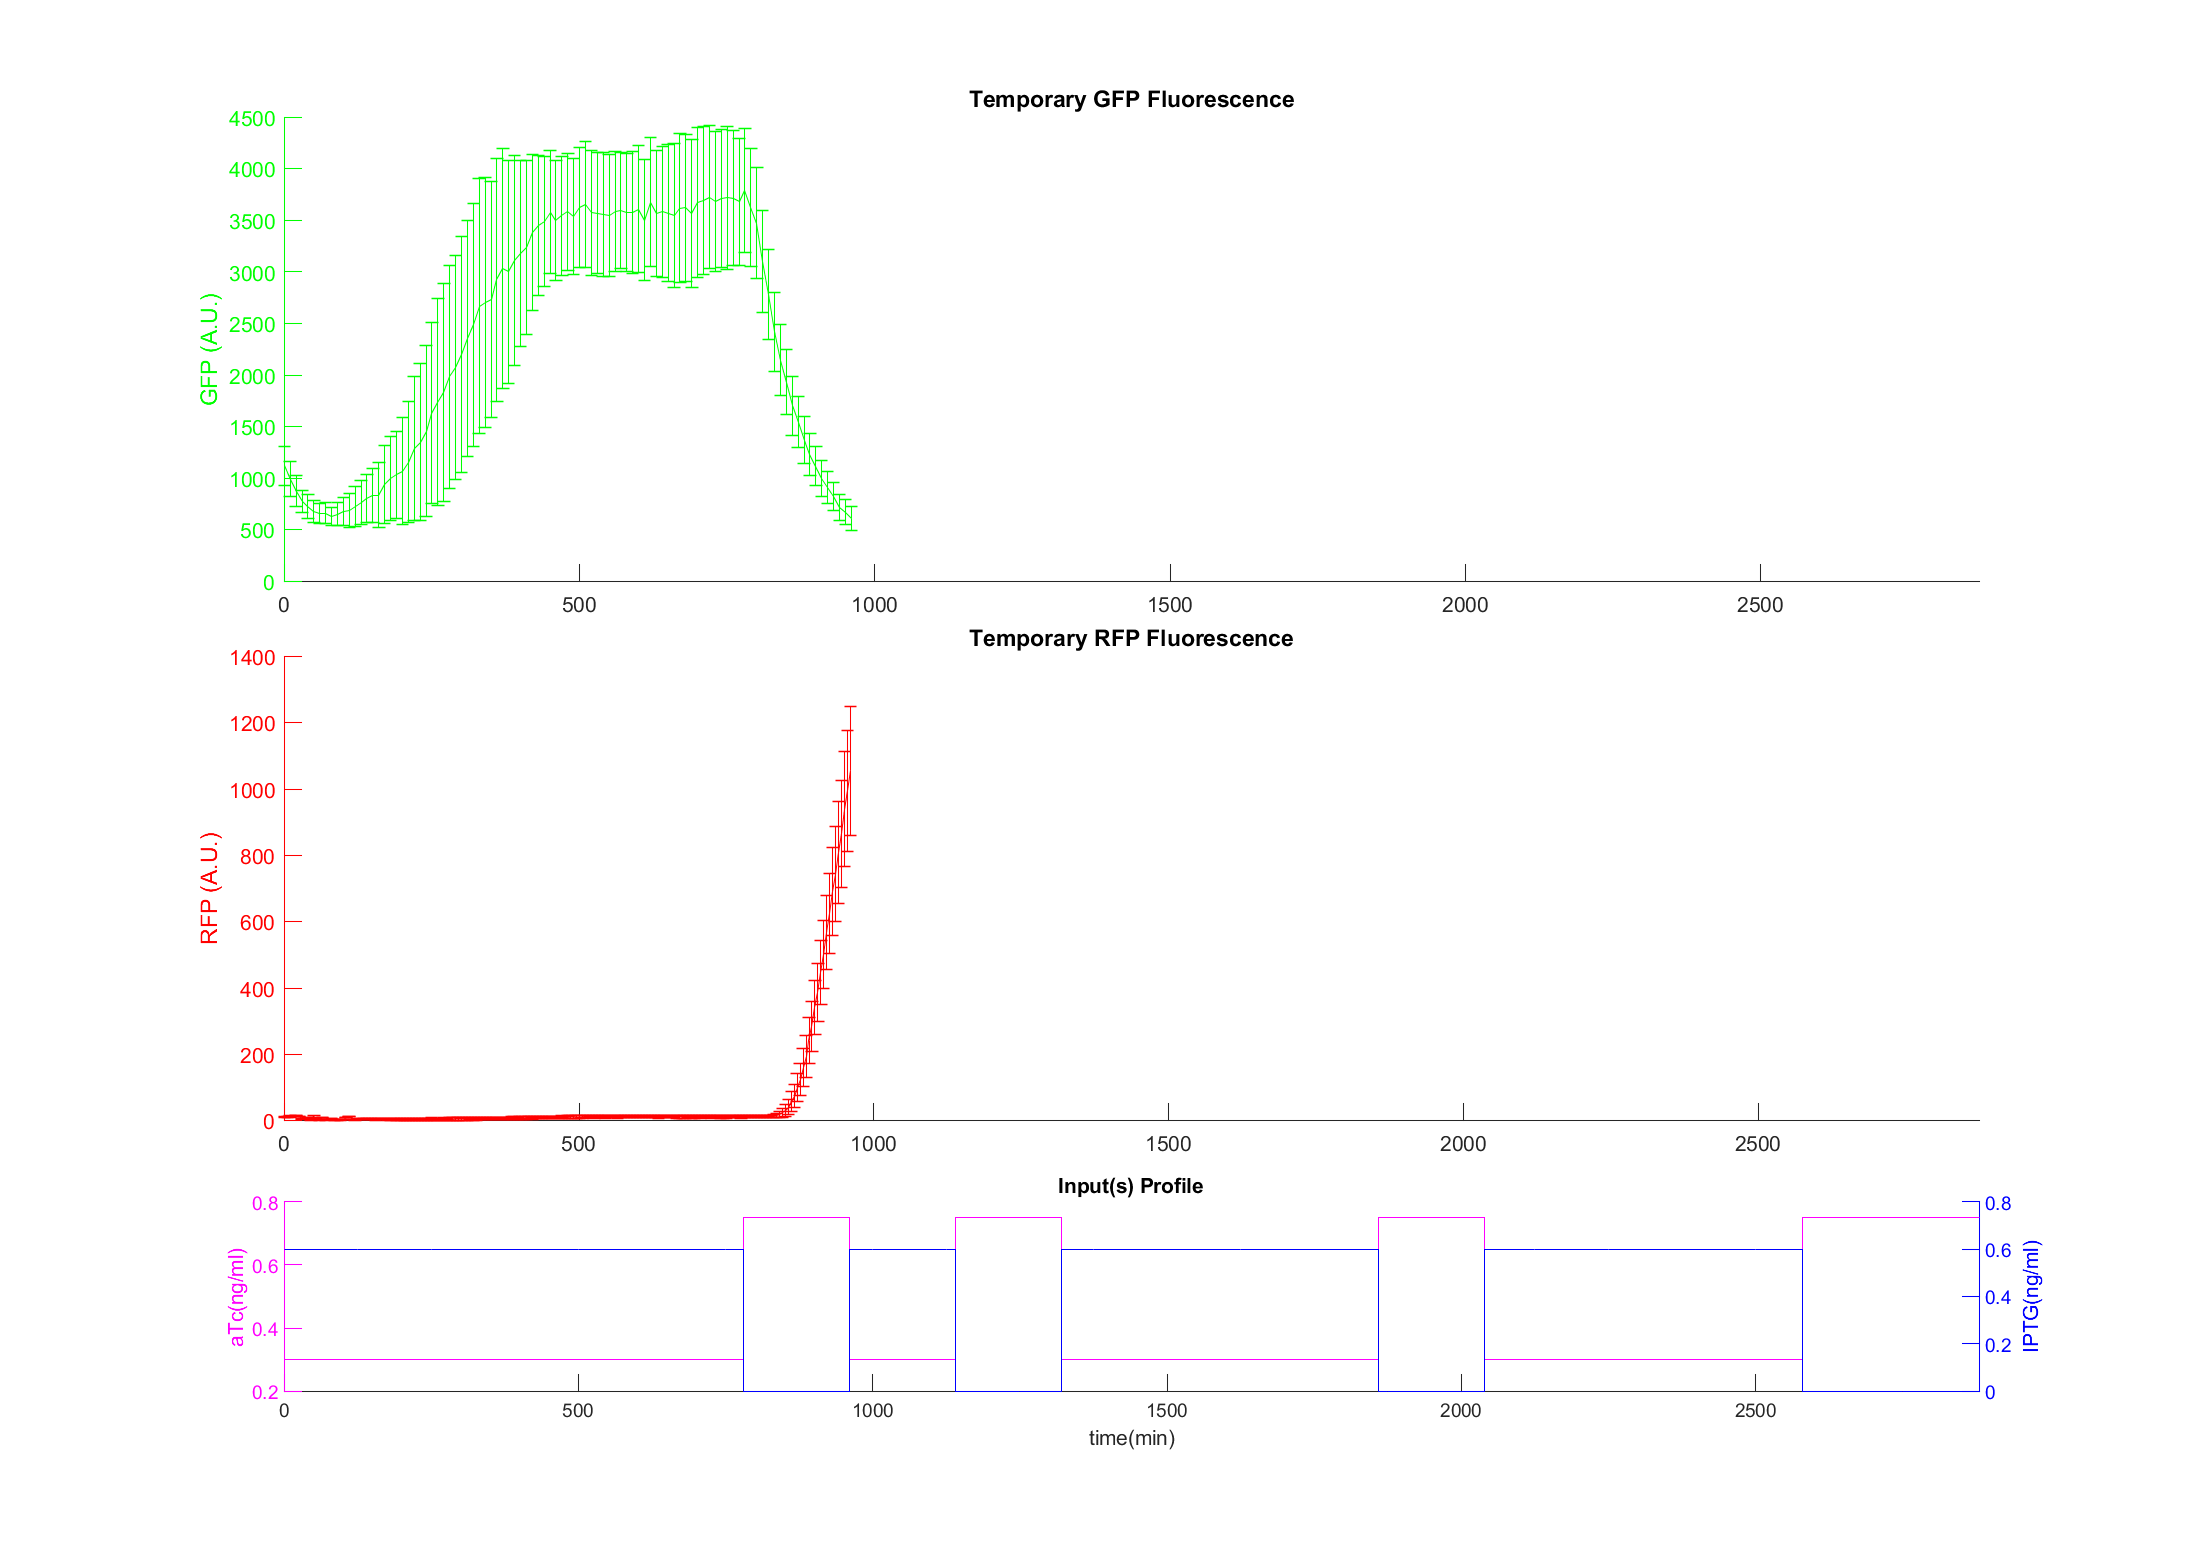 Temporary GFP Fluorescence
4500
4000
3500
3000
2500
2000
1500
1000
500
0
GFP (A.U.)
0 500 1000 1500 2000 2500
Temporary RFP Fluorescence
1400
1200
1000
800
600
400
200
0
RFP (A.U.)
0 500 1000 1500 2000 2500
Input(s) Profile
0.8
0.6
0.4
0.2
aTc(ng/ml)
0.8
0.6
0.4
0.2
0
IPTG(ng/ml)
0 500 1000 1500 2000 2500
time(min)